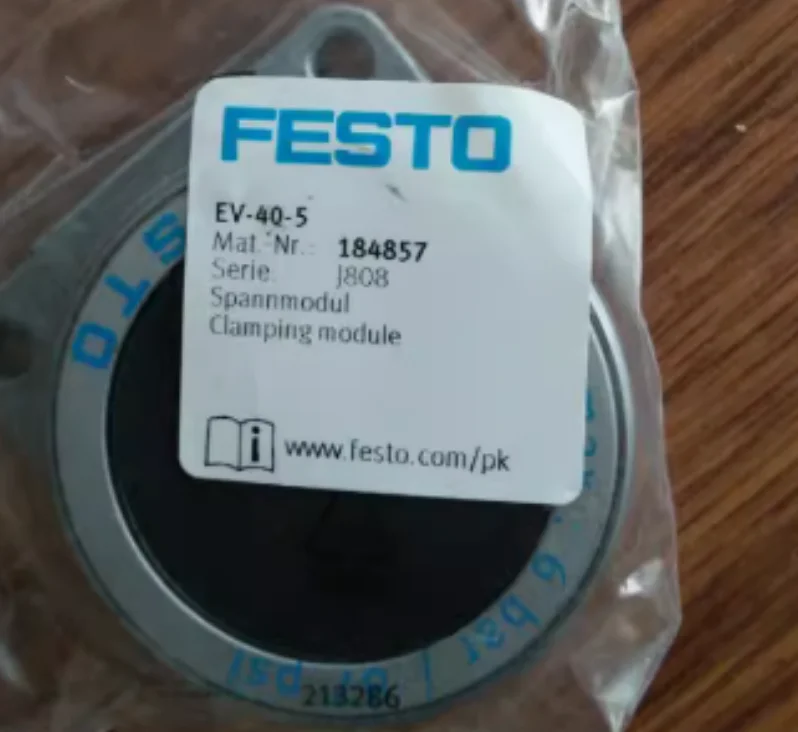 FESTO
EV-40-5
Mat.-Nr.: 184857
Serie: J808
Spannmodul
Clamping module
www.festo.com/pk
STO
6 bar / psi
213286